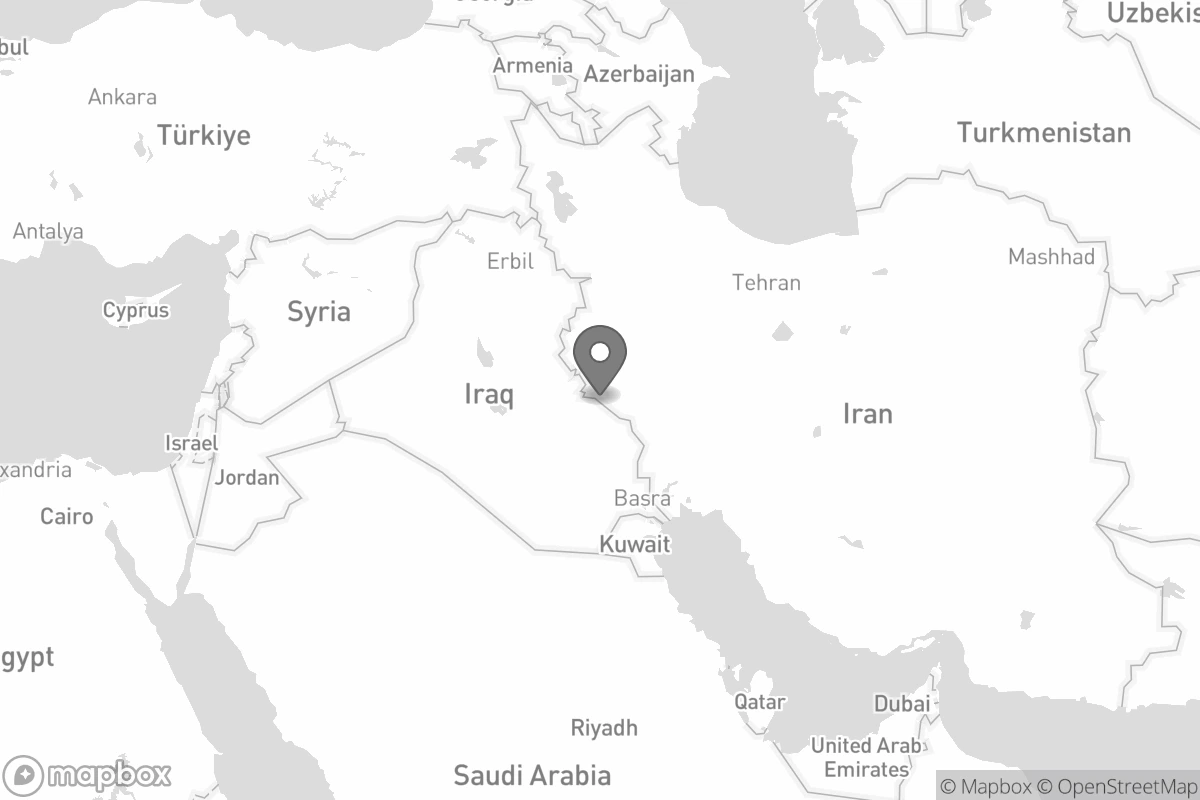 Georgia
Uzbekis
bul
Armenia
Azerbaijan
Ankara
Türkiye
Turkmenistan
Antalya
Erbil
Mashhad
Tehran
Cyprus
Syria
Iraq
Iran
Israel
xandria
Jordan
Basra
Cairo
Kuwait
gypt
Qatar
Dubai
Riyadh
United Arab
Emirates
Saudi Arabia
mapbox
© Mapbox © OpenStreetMap